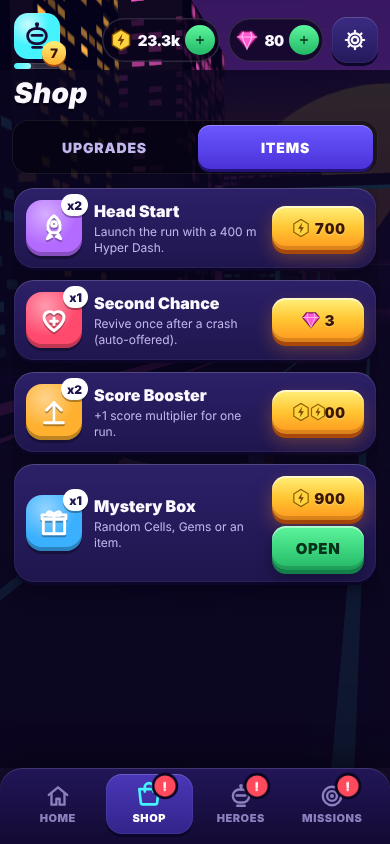 7
23.3k +
80 +
Shop
UPGRADES
ITEMS
x2
Head Start
Launch the run with a 400 m
Hyper Dash.
700
x1
Second Chance
Revive once after a crash
(auto-offered).
3
x2
Score Booster
+1 score multiplier for one
run.
00
x1
Mystery Box
Random Cells, Gems or an
item.
900
OPEN
!
!
!
HOME
SHOP
HEROES
MISSIONS